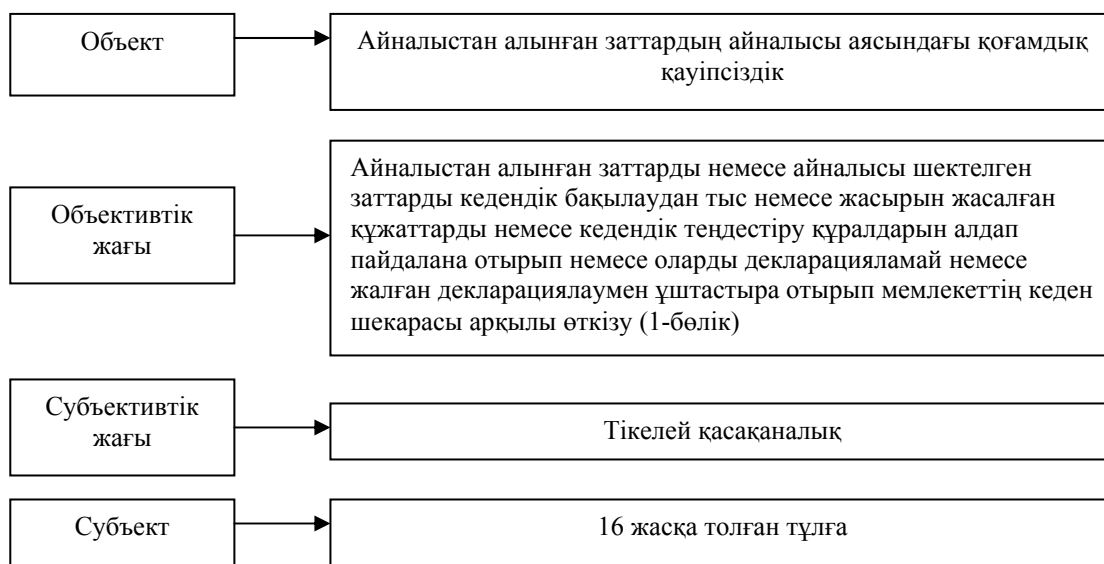 Объект
Айналыстан алынған заттардың айналысы аясындағы қоғамдық
қауіпсіздік
Объективтік
жағы
Айналыстан алынған заттарды немесе айналысы шектелген
заттарды кедендік бақылаудан тыс немесе жасырын жасалған
құжаттарды немесе кедендік теңдестіру құралдарын алдап
пайдалана отырып немесе оларды декларацияламай немесе
жалған декларациялаумен ұштастыра отырып мемлекеттің кеден
шекарасы арқылы өткізу (1-бөлік)
Субъективтік
жағы
Тікелей қасақаналық
Субъект
16 жасқа толған тұлға